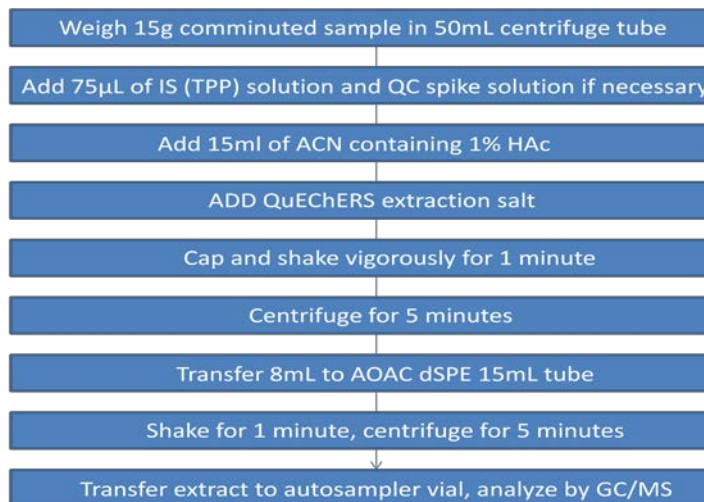 Weigh 15g comminuted sample in 50mL centrifuge tube
Add 75µL of IS (TPP) solution and QC spike solution if necessary
Add 15ml of ACN containing 1% HAc
ADD QuEChERS extraction salt
Cap and shake vigorously for 1 minute
Centrifuge for 5 minutes
Transfer 8mL to AOAC dSPE 15mL tube
Shake for 1 minute, centrifuge for 5 minutes
Transfer extract to autosampler vial, analyze by GC/MS